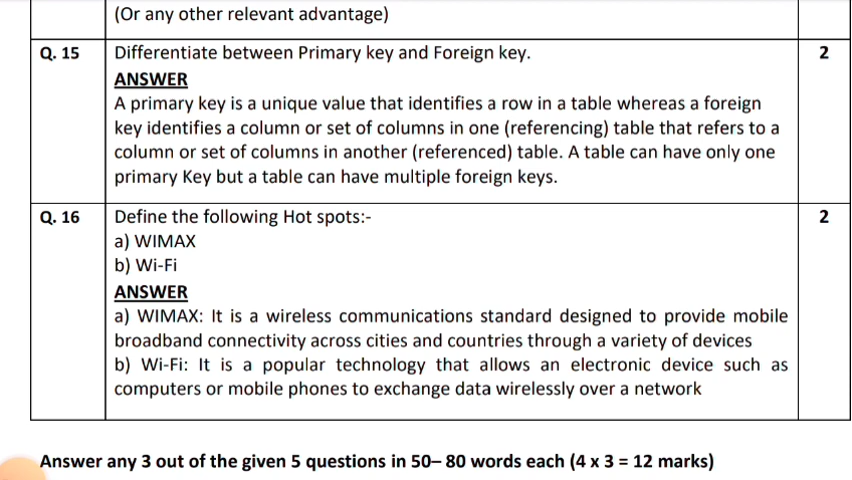 (Or any other relevant advantage)
Q. 15 Differentiate between Primary key and Foreign key. 2
ANSWER
A primary key is a unique value that identifies a row in a table whereas a foreign
key identifies a column or set of columns in one (referencing) table that refers to a
column or set of columns in another (referenced) table. A table can have only one
primary Key but a table can have multiple foreign keys.
Q. 16 Define the following Hot spots:- 2
a) WIMAX
b) Wi-Fi
ANSWER
a) WIMAX: It is a wireless communications standard designed to provide mobile
broadband connectivity across cities and countries through a variety of devices
b) Wi-Fi: It is a popular technology that allows an electronic device such as
computers or mobile phones to exchange data wirelessly over a network
Answer any 3 out of the given 5 questions in 50– 80 words each (4 x 3 = 12 marks)